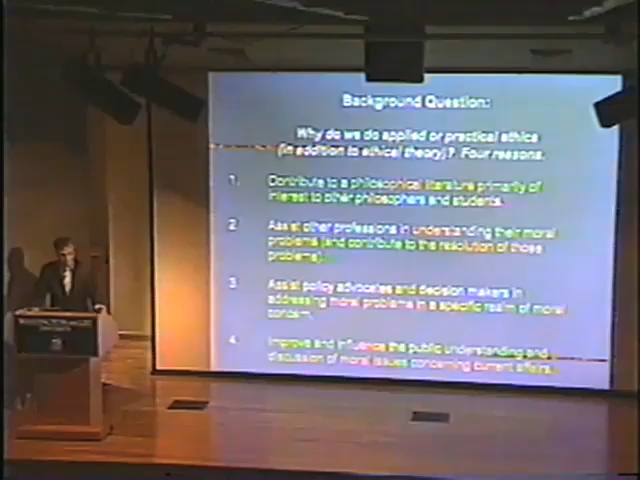 Background Question:
Why do we do applied or practical ethics
(in addition to ethical theory)? Four reasons.
1. Contribute to a philosophical literature primarily of
interest to other philosophers and students.
2 Assist other professions in understanding their moral
problems (and contribute to the resolution of those
problems).
3 Assist policy advocates and decision makers in
addressing moral problems in a specific realm of moral
concern.
4. Improve and influence the public understanding and
discussion of moral issues concerning current affairs.